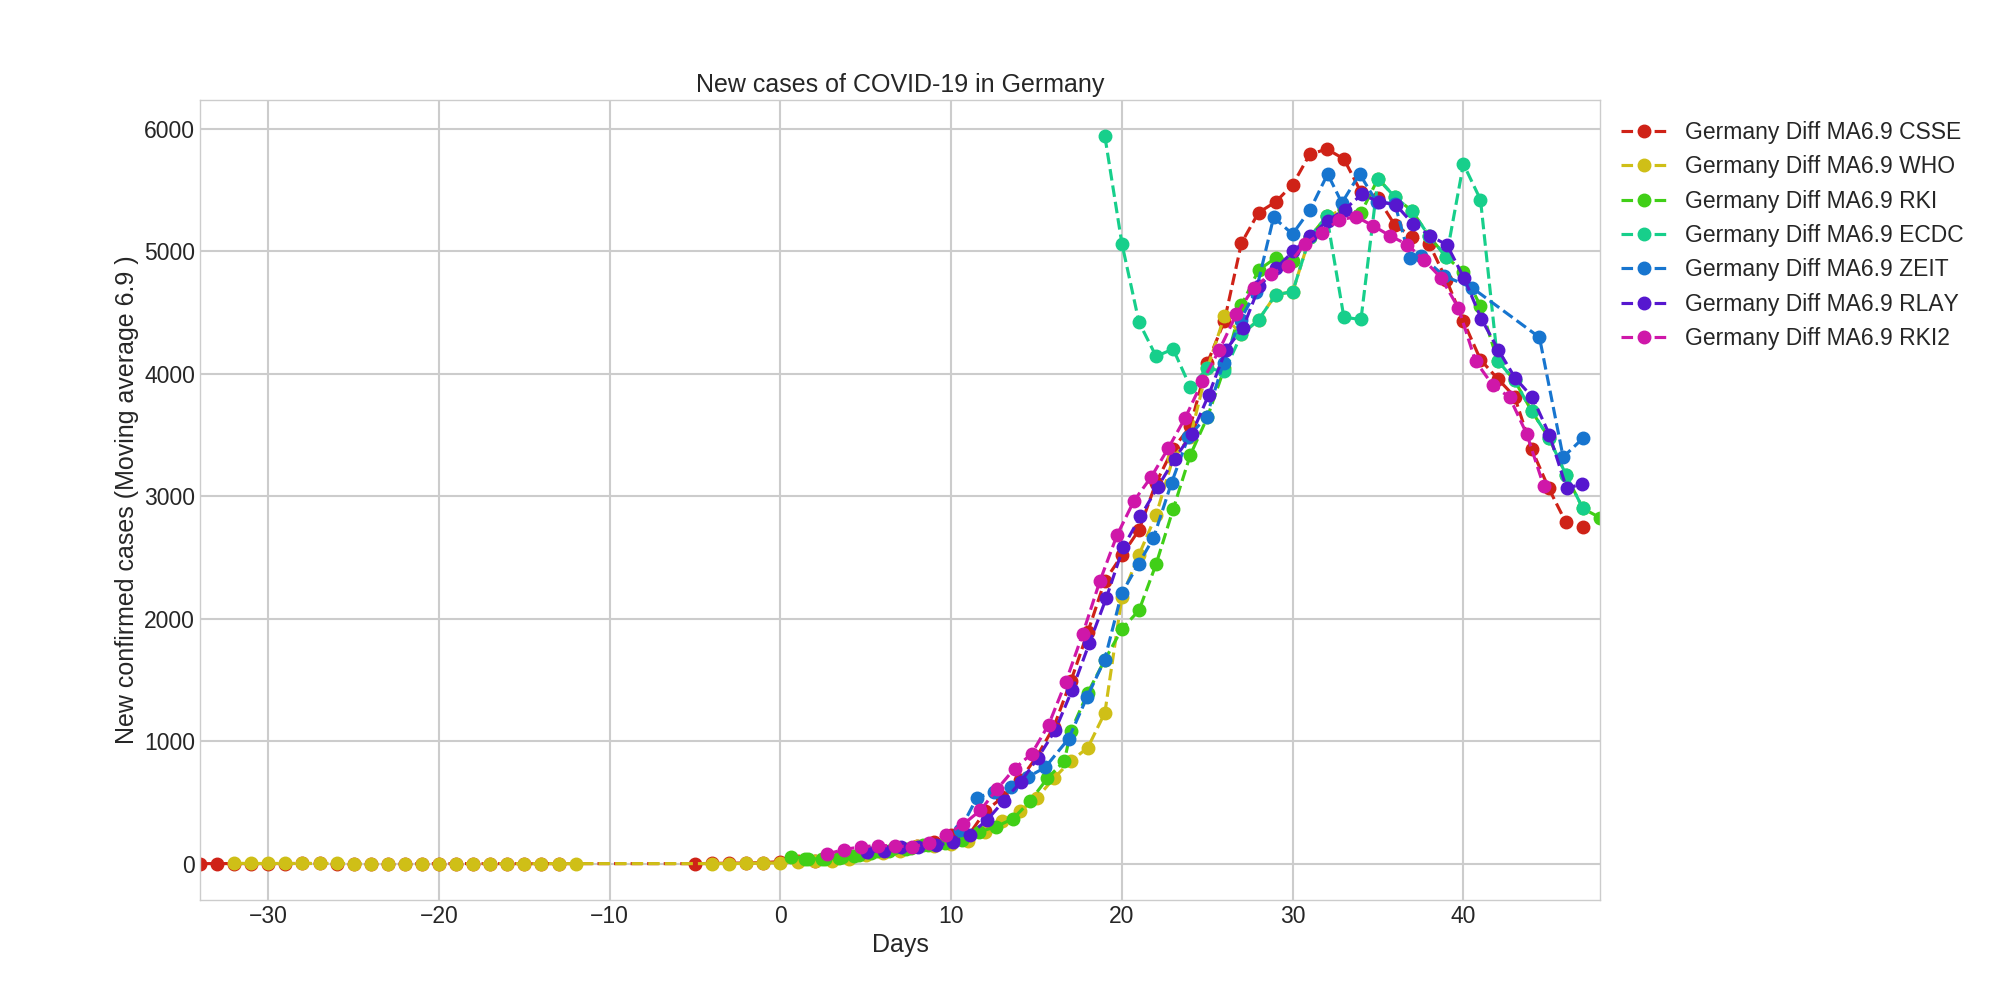 New cases of COVID-19 in Germany
6000
5000
4000
3000
2000
1000
0
New confirmed cases (Moving average 6.9 )
−30
−20
−10
0
10
20
30
40
Days
Germany Diff MA6.9 CSSE
Germany Diff MA6.9 WHO
Germany Diff MA6.9 RKI
Germany Diff MA6.9 ECDC
Germany Diff MA6.9 ZEIT
Germany Diff MA6.9 RLAY
Germany Diff MA6.9 RKI2